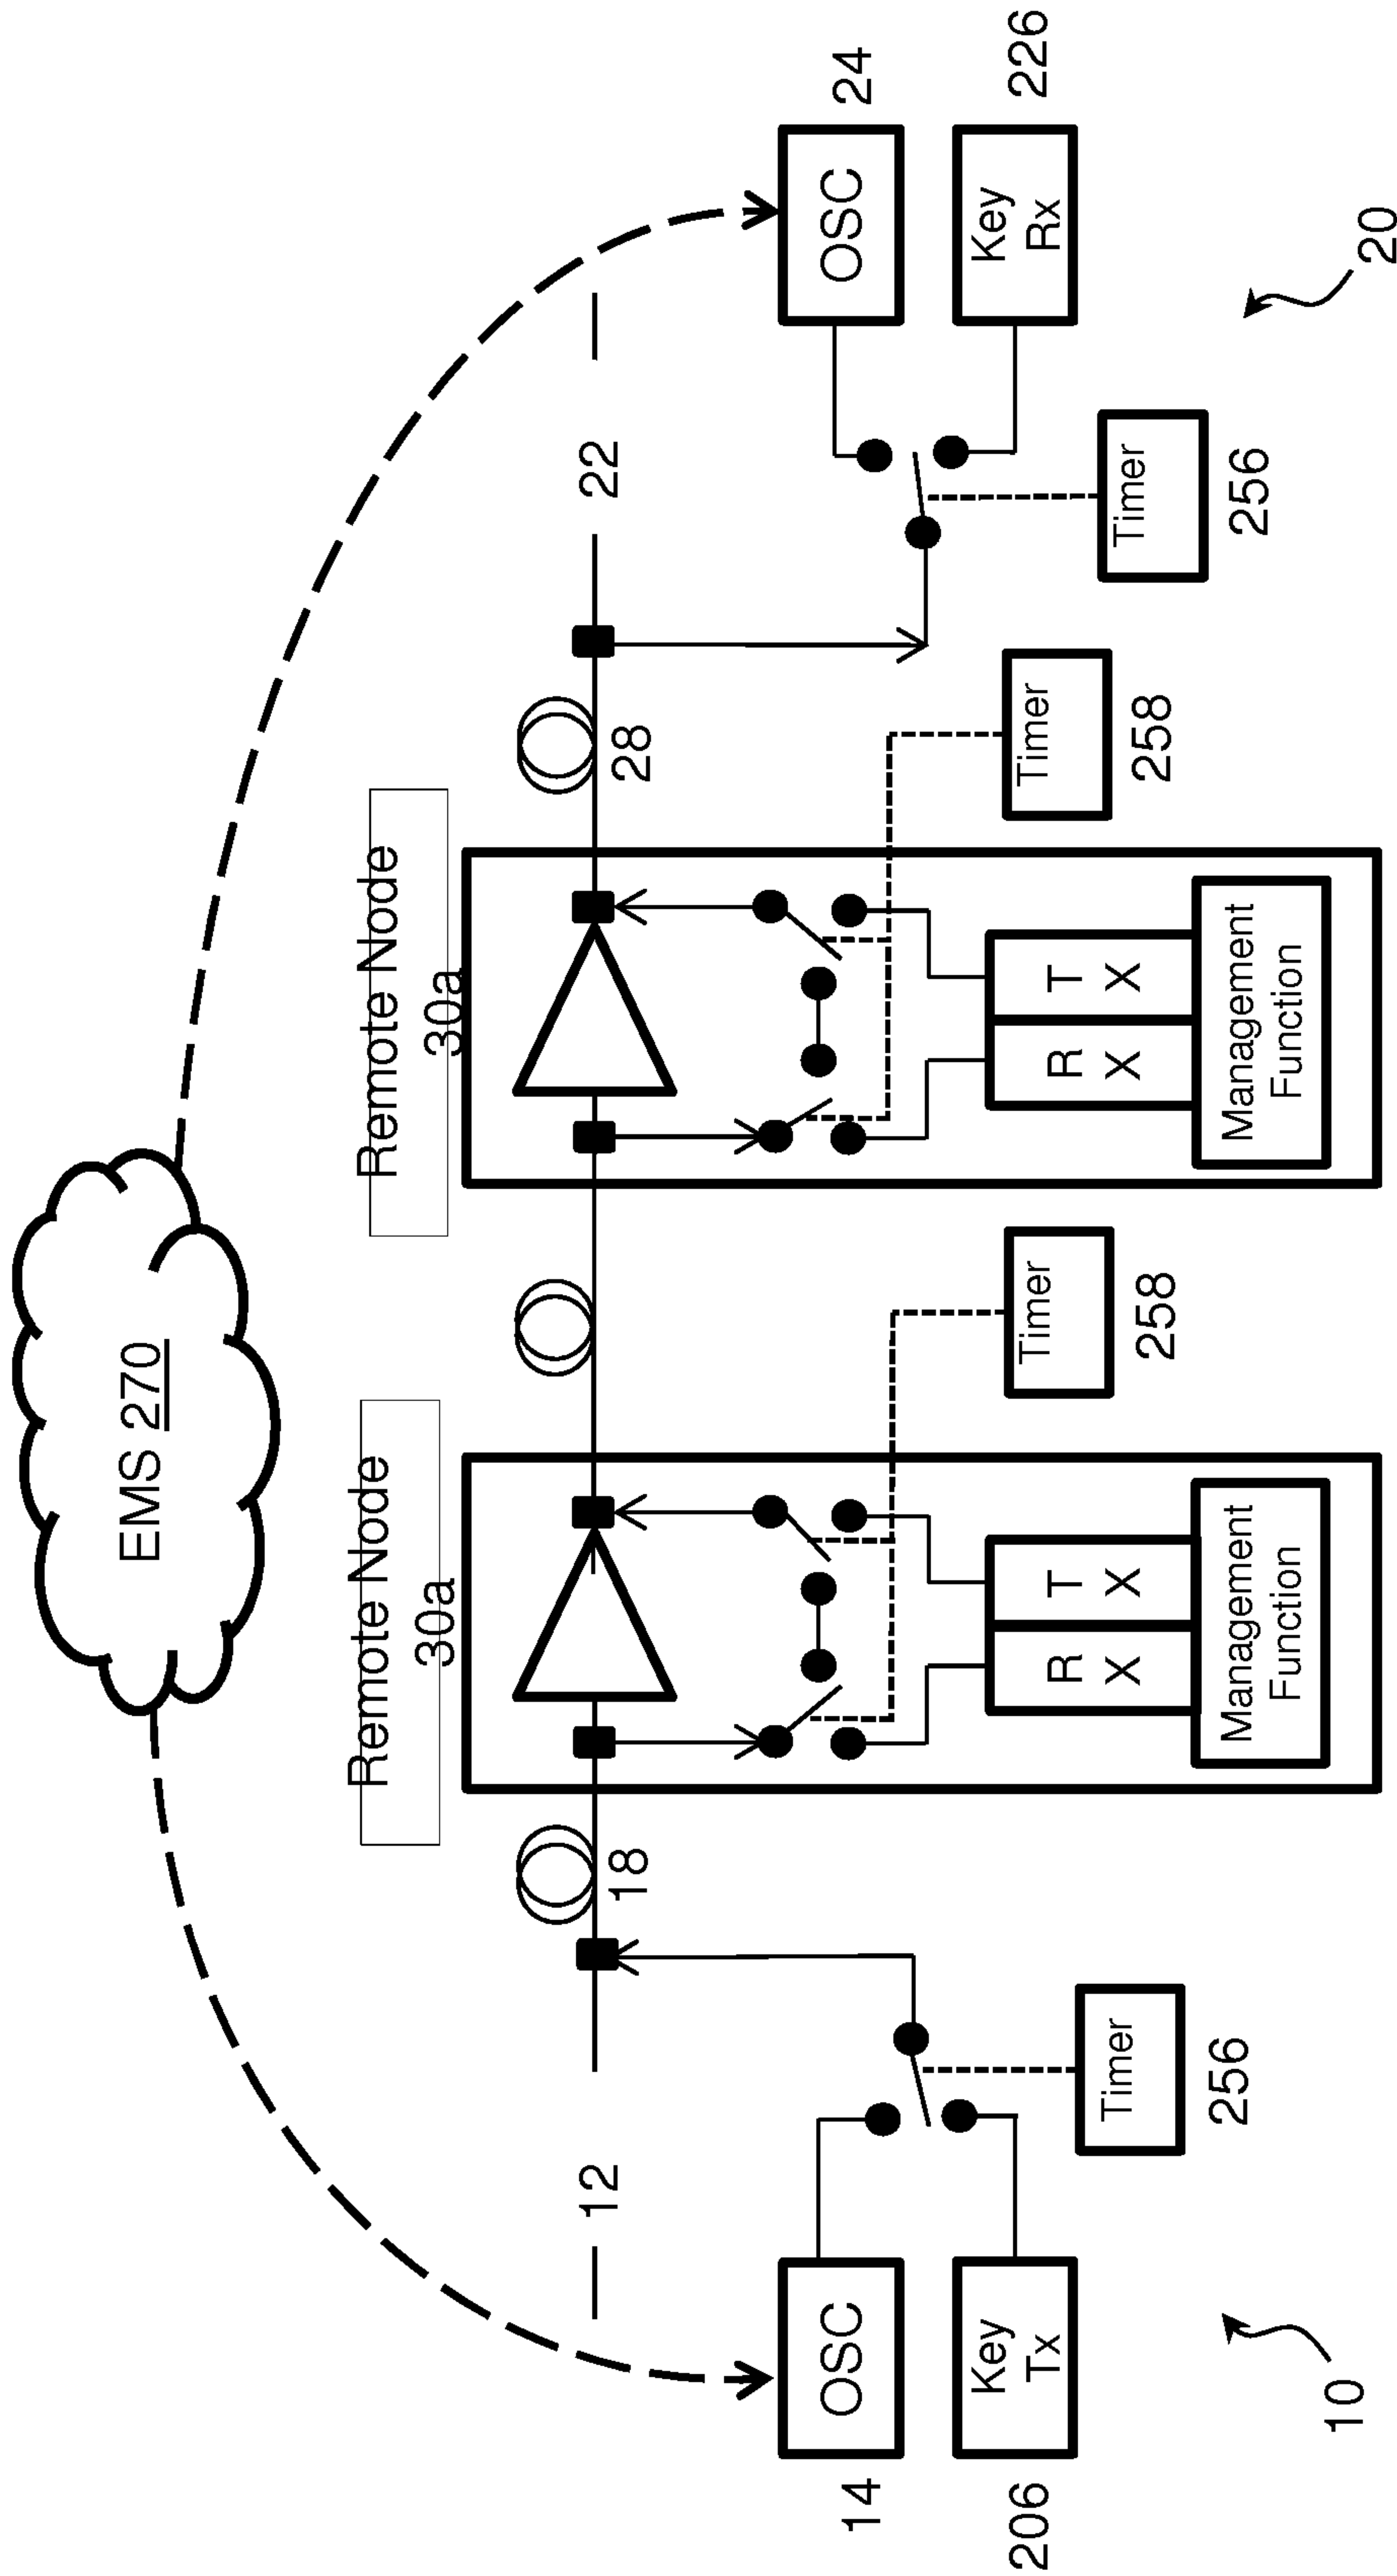 EMS 270
Remote Node
30a
Remote Node
30a
12
18
28
22
OSC
14
Key
Tx
206
Timer
256
10
R
X
T
X
Management
Function
Timer
258
R
X
T
X
Management
Function
Timer
258
Timer
256
OSC
24
Key
Rx
226
20